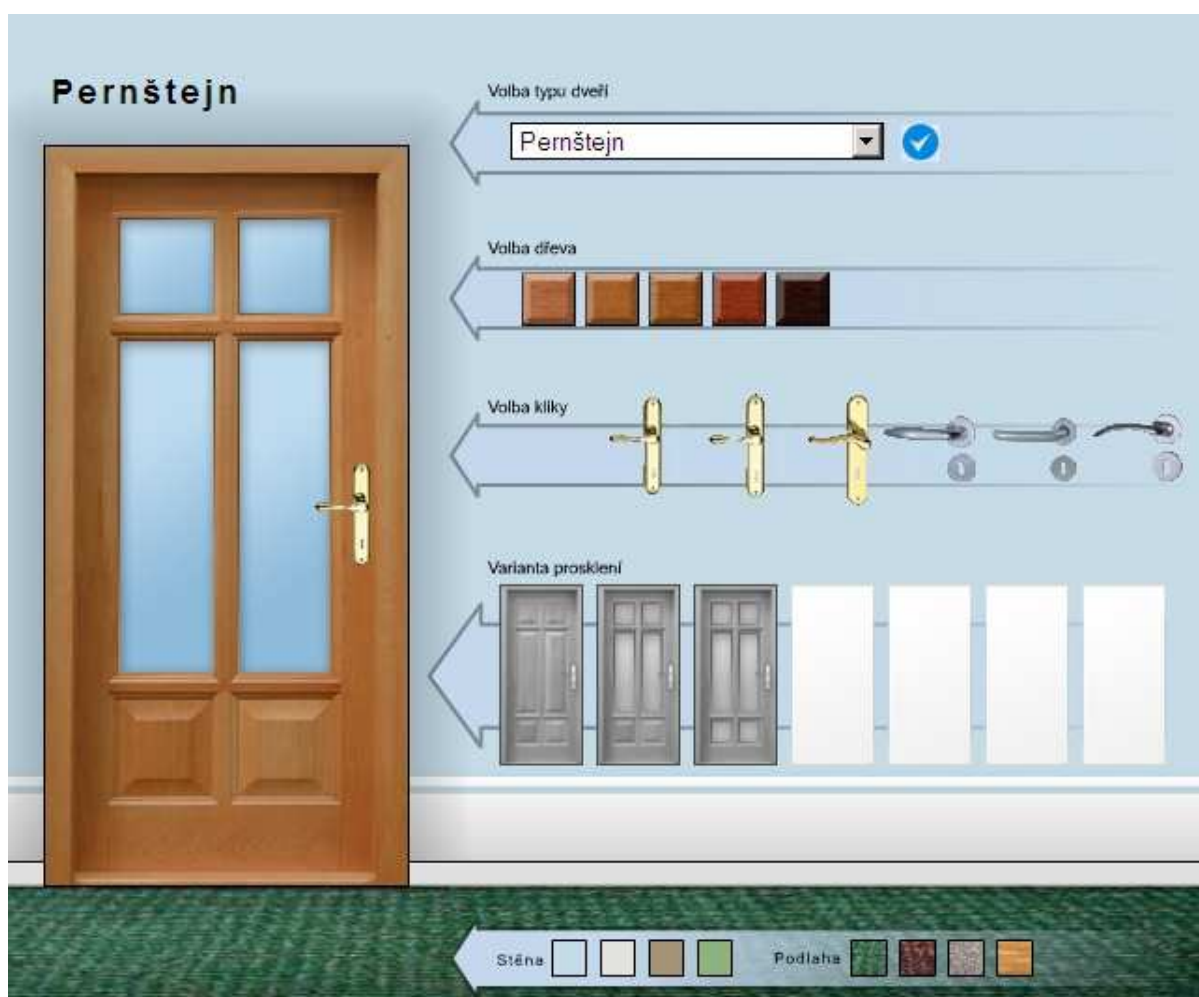 Pernštejn
Volba typu dveří
Pernštejn
Volba dřeva
Volba kliky
Varianta prosklení
Stěna
Podlaha